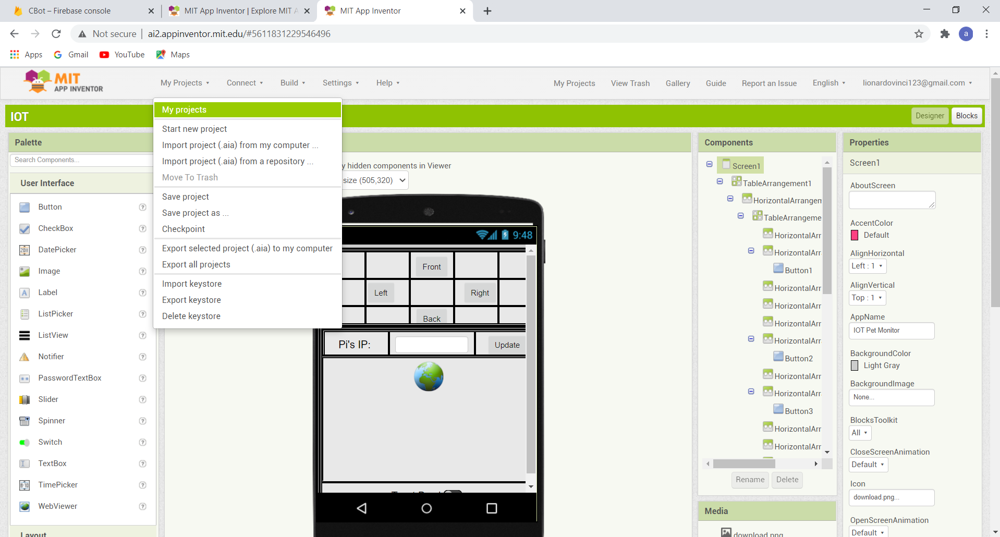 CBot – Firebase console
MIT App Inventor | Explore MIT A
MIT App Inventor
Not secure
ai2.appinventor.mit.edu/#5611831229546496
a
Apps
Gmail
YouTube
Maps
MIT
APP INVENTOR
My Projects
Connect
Build
Settings
Help
My Projects
View Trash
Gallery
Guide
Report an Issue
English
lionardovinci123@gmail.com
IOT
Designer
Blocks
My projects
Start new project
Import project (.aia) from my computer ...
Import project (.aia) from a repository ...
Move To Trash
Save project
Save project as ...
Checkpoint
Export selected project (.aia) to my computer
Export all projects
Import keystore
Export keystore
Delete keystore
Palette
Search Components...
User Interface
Button
CheckBox
DatePicker
Image
Label
ListPicker
ListView
Notifier
PasswordTextBox
Slider
Spinner
Switch
TextBox
TimePicker
WebViewer
Layout
y hidden components in Viewer
size (505,320)
9:48
Front
Left
Right
Back
Pi's IP:
Update
Components
Screen1
TableArrangement1
HorizontalArrangem
TableArrangeme
HorizontalArr
HorizontalArr
Button1
HorizontalArr
HorizontalArr
HorizontalArr
HorizontalArr
Button2
HorizontalArr
HorizontalArr
Button3
HorizontalArr
HorizontalArr
Rename
Delete
Media
download.png
Properties
Screen1
AboutScreen
AccentColor
Default
AlignHorizontal
Left : 1
AlignVertical
Top : 1
AppName
IOT Pet Monitor
BackgroundColor
Light Gray
BackgroundImage
None...
BlocksToolkit
All
CloseScreenAnimation
Default
Icon
download.png...
OpenScreenAnimation
Default